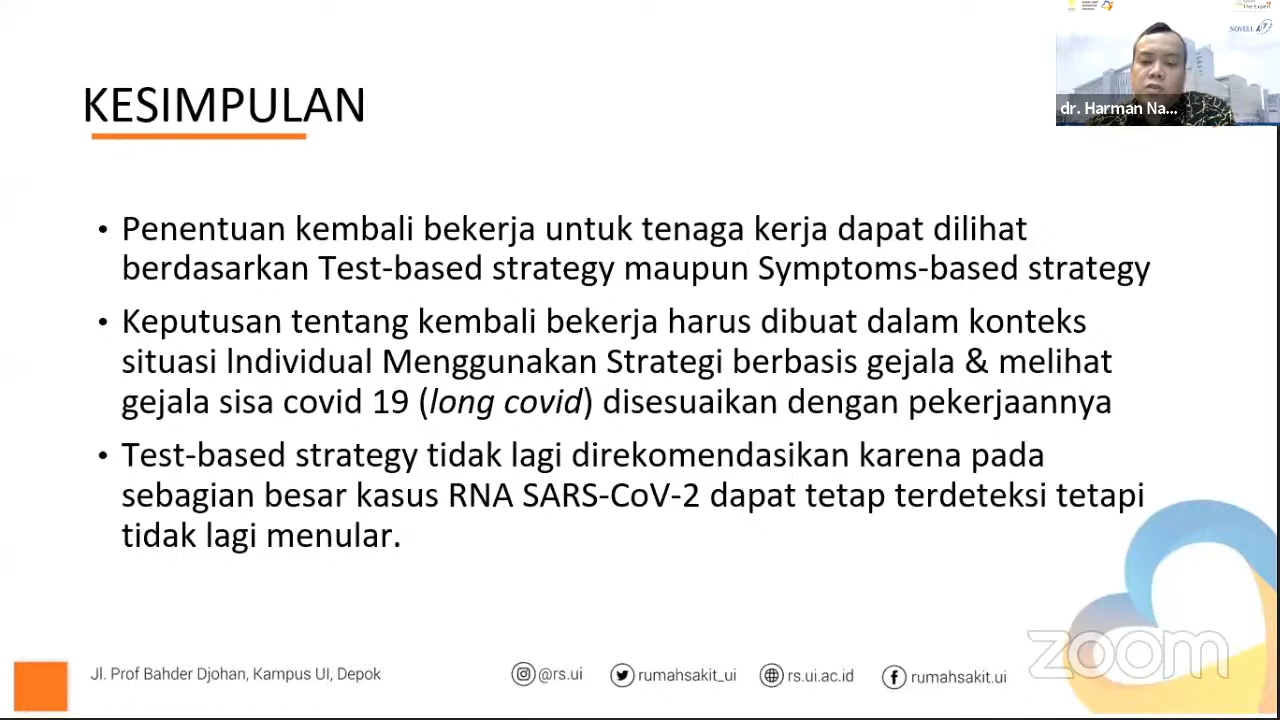 KESIMPULAN
• Penentuan kembali bekerja untuk tenaga kerja dapat dilihat
berdasarkan Test-based strategy maupun Symptoms-based strategy
• Keputusan tentang kembali bekerja harus dibuat dalam konteks
situasi Individual Menggunakan Strategi berbasis gejala & melihat
gejala sisa covid 19 (long covid) disesuaikan dengan pekerjaannya
• Test-based strategy tidak lagi direkomendasikan karena pada
sebagian besar kasus RNA SARS-CoV-2 dapat tetap terdeteksi tetapi
tidak lagi menular.
The Expert
NOVELL
dr. Harman Na...
zoom
Jl. Prof Bahder Djohan, Kampus UI, Depok
@rs.ui
rumahsakit_ui
rs.ui.ac.id
rumahsakit.ui